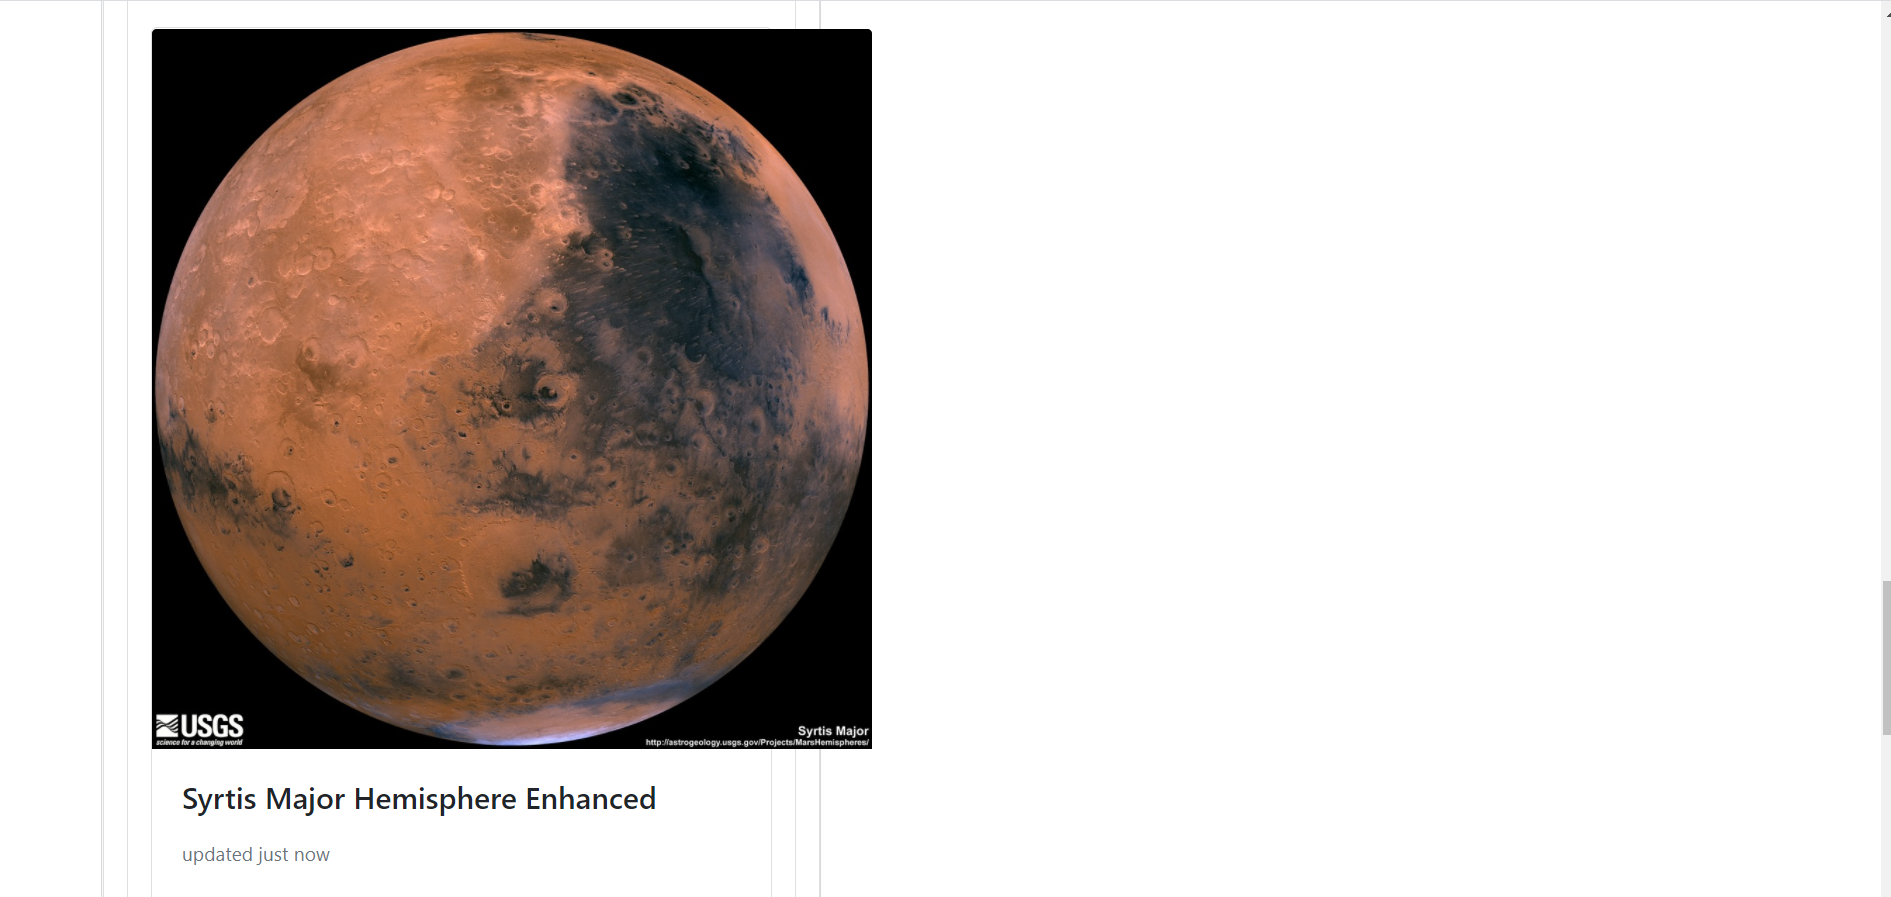 USGS
science for a changing world
Syrtis Major
http://astrogeology.usgs.gov/Projects/MarsHemispheres/
Syrtis Major Hemisphere Enhanced
updated just now